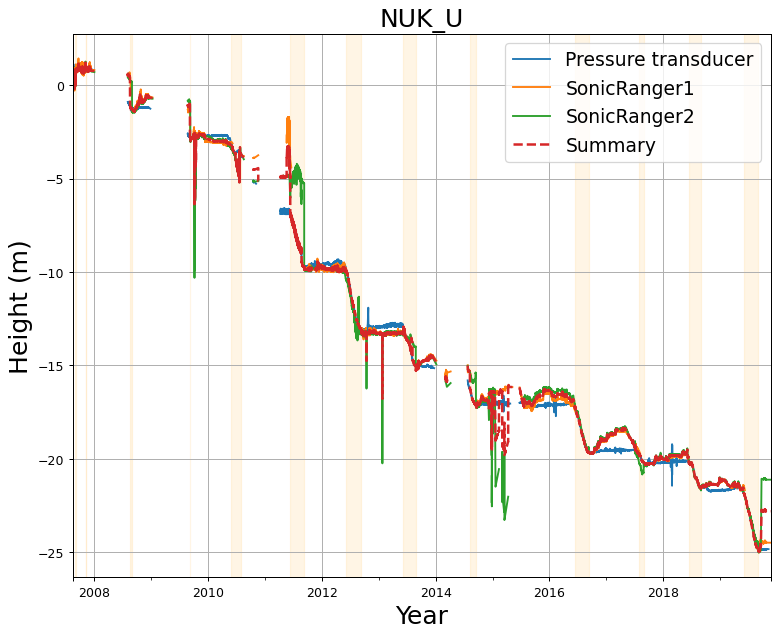 NUK_U
Pressure transducer
SonicRanger1
SonicRanger2
Summary
Height (m)
0
−5
−10
−15
−20
−25
2008
2010
2012
2014
2016
2018
Year